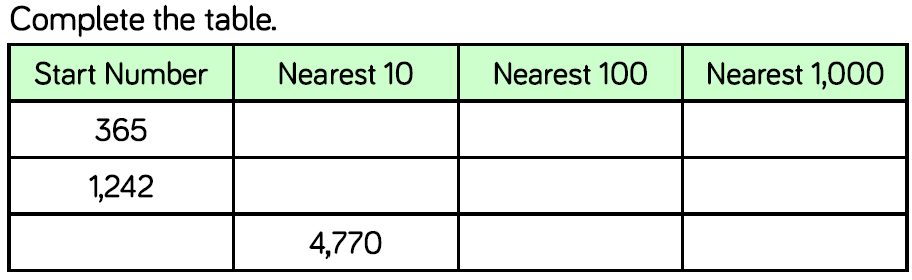 Complete the table.
Start Number Nearest 10 Nearest 100 Nearest 1,000
365
1,242
4,770